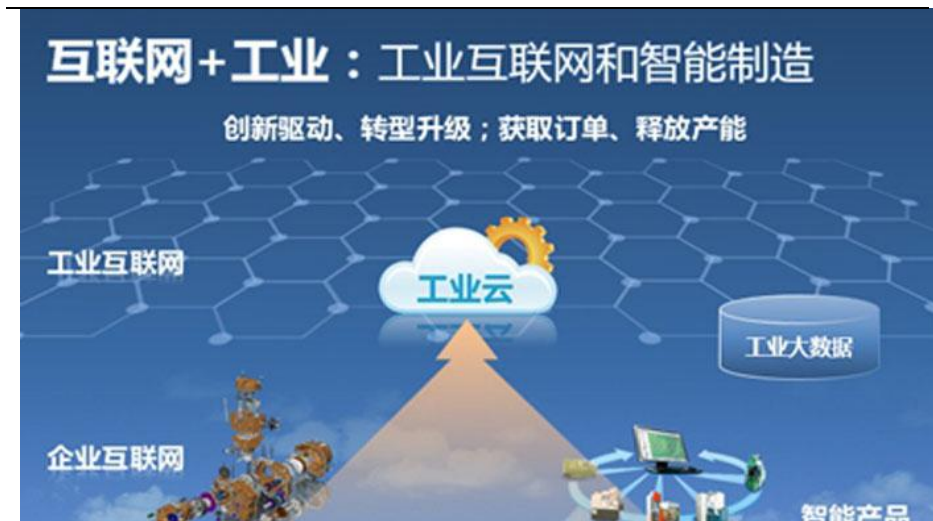 互联网+工业：工业互联网和智能制造
创新驱动、转型升级；获取订单、释放产能
工业互联网
工业云
工业大数据
企业互联网
智能产品